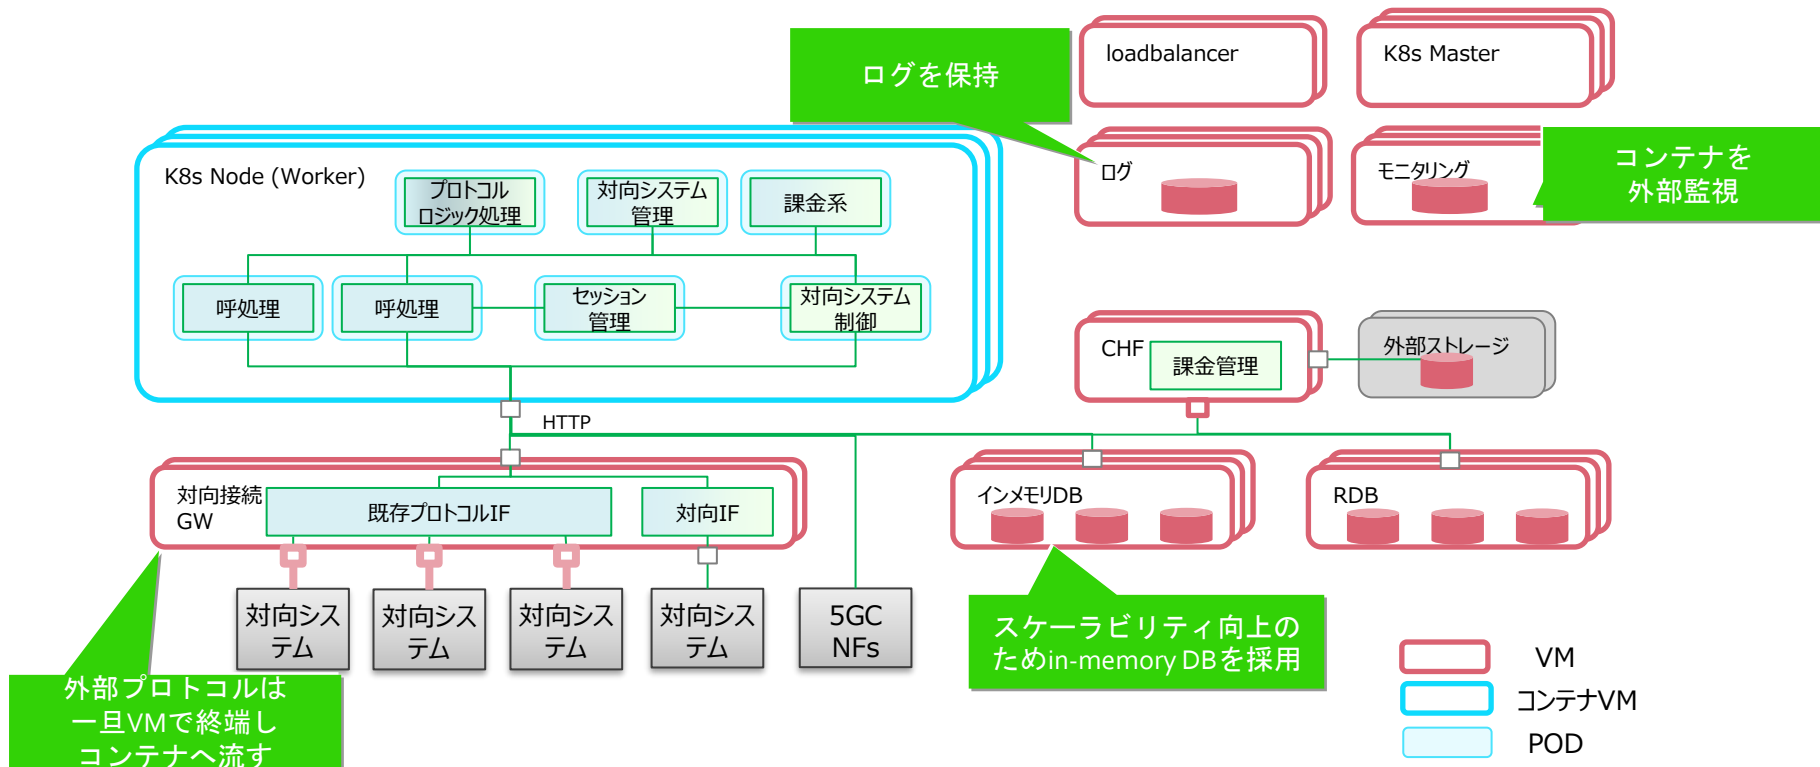 ログを保持
loadbalancer
K8s Master
K8s Node (Worker)
プロトコル
ロジック処理
対向システム
管理
課金系
ログ
モニタリング
コンテナを
外部監視
呼処理
呼処理
セッション
管理
対向システム
制御
CHF
課金管理
外部ストレージ
HTTP
対向接続
GW
既存プロトコルIF
対向IF
インメモリDB
RDB
対向シス
テム
対向シス
テム
対向シス
テム
対向シス
テム
5GC
NFs
スケーラビリティ向上の
ためin-memory DBを採用
外部プロトコルは
一旦VMで終端し
コンテナへ流す
VM
コンテナVM
POD